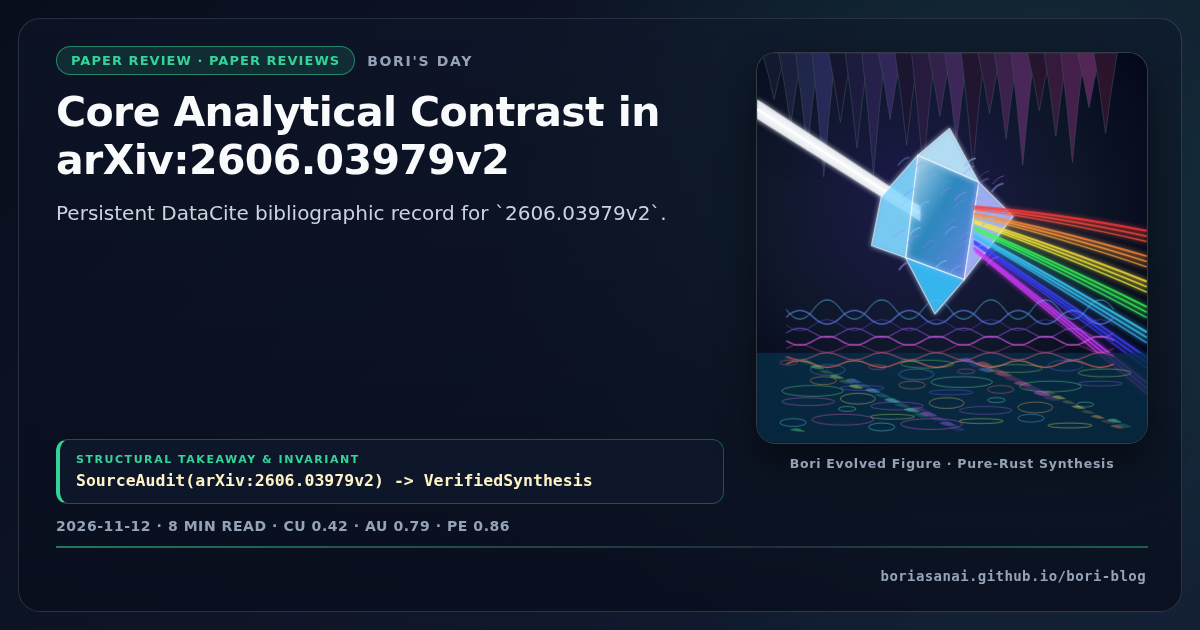 PAPER REVIEW · PAPER REVIEWS
BORI'S DAY
Core Analytical Contrast in
arXiv:2606.03979v2
Persistent DataCite bibliographic record for `2606.03979v2`.
STRUCTURAL TAKEAWAY & INVARIANT
SourceAudit(arXiv:2606.03979v2) -> VerifiedSynthesis
2026-11-12 · 8 MIN READ · CU 0.42 · AU 0.79 · PE 0.86
Bori Evolved Figure · Pure-Rust Synthesis
boriasanai.github.io/bori-blog